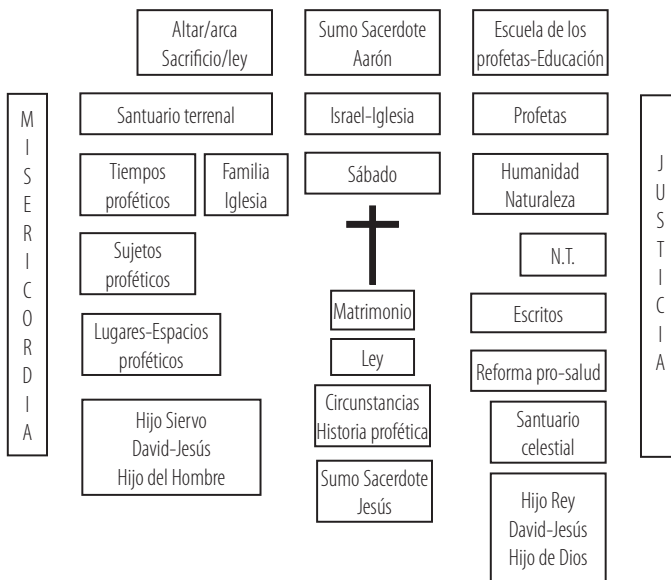 Altar/arca
Sacrificio/ley
Sumo Sacerdote
Aarón
Escuela de los
profetas-Educación
MISERICORDIA
Santuario terrenal
Israel-Iglesia
Profetas
JUSTICIA
Tiempos
proféticos
Familia
Iglesia
Sábado
Humanidad
Naturaleza
Sujetos
proféticos
N.T.
Matrimonio
Escritos
Lugares-Espacios
proféticos
Ley
Reforma pro-salud
Circunstancias
Historia profética
Hijo Siervo
David-Jesús
Hijo del Hombre
Santuario
celestial
Sumo Sacerdote
Jesús
Hijo Rey
David-Jesús
Hijo de Dios